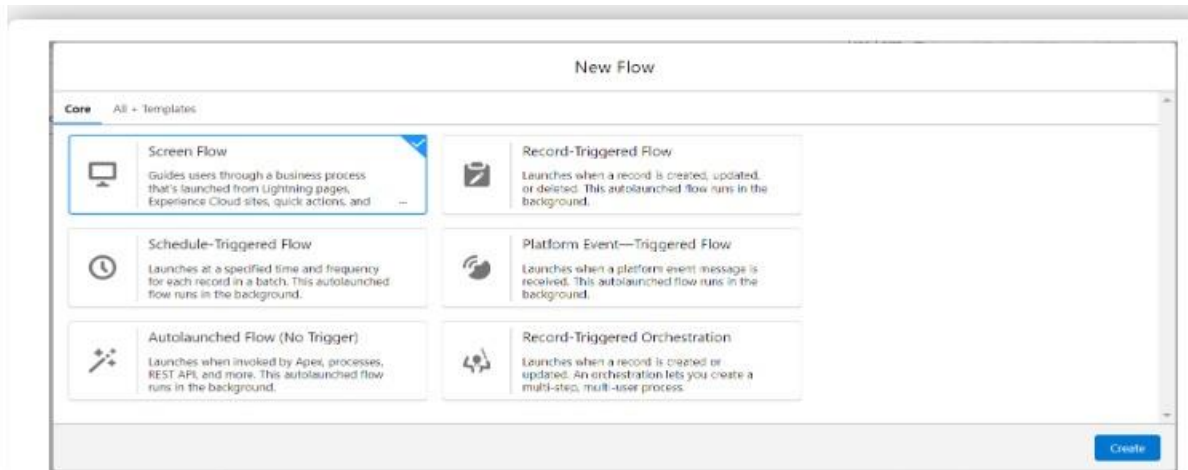 New Flow
Core All + Templates
Screen Flow
Guides users through a business process
that's launched from Lightning pages,
Experience Cloud sites, quick actions, and ...
Record-Triggered Flow
Launches when a record is created, updated,
or deleted. This autolaunched flow runs in the
background.
Schedule-Triggered Flow
Launches at a specified time and frequency
for each record in a batch. This autolaunched
flow runs in the background.
Platform Event—Triggered Flow
Launches when a platform event message is
received. This autolaunched flow runs in the
background.
Autolaunched Flow (No Trigger)
Launches when invoked by Apex, processes,
REST API, and more. This autolaunched flow
runs in the background.
Record-Triggered Orchestration
Launches when a record is created or
updated. An orchestration lets you create a
multi-step, multi-user process.
Create